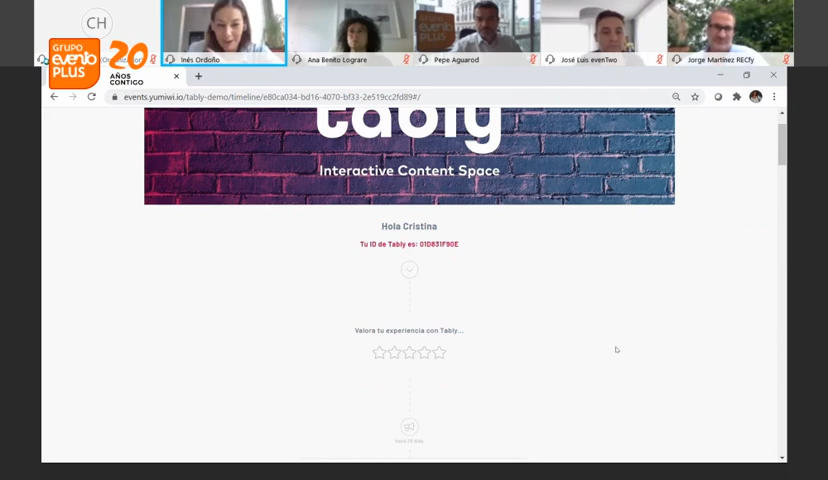 CH
Inés Ordoño
Ana Benito Lograre
Pepe Aguarod
José Luis evenTwo
Jorge Martínez RECfy
GRUPO
evento
PLUS
20
AÑOS
CONTIGO
evento
PLUS
events.yumiwi.io/tably-demo/timeline/e80ca034-bd16-4070-bf33-2e519cc2fd89#/
tably
Interactive Content Space
Hola Cristina
Tu ID de Tably es: 01D831F90E
Valora tu experiencia con Tably...